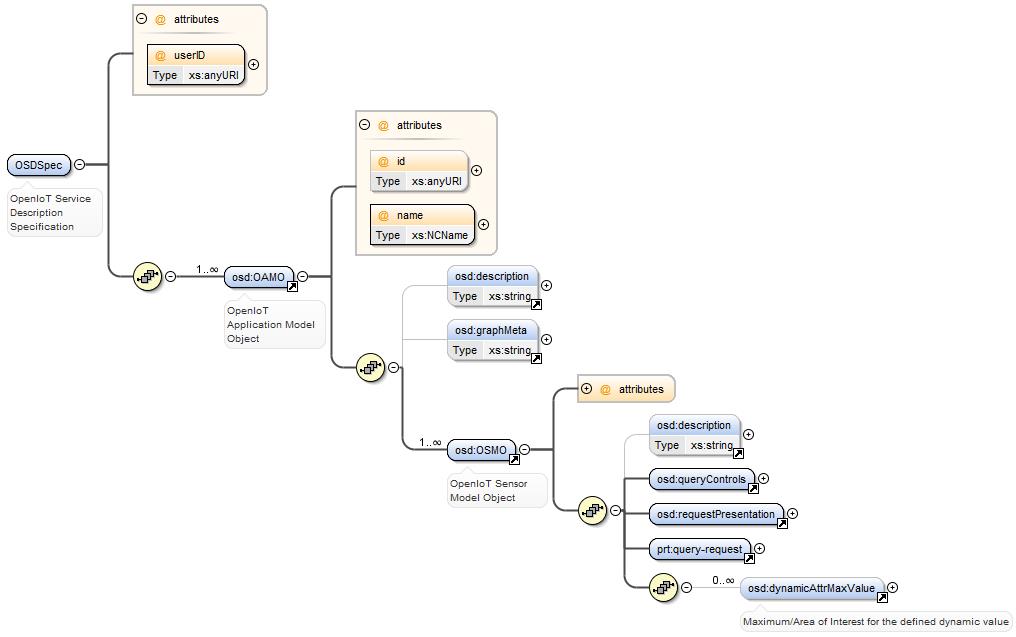 @ attributes
@ userID
Type xs:anyURI
@ attributes
@ id
Type xs:anyURI
@ name
Type xs:NCName
OSDSpec
OpenIoT Service
Description
Specification
1..∞
osd:OAMO
OpenIoT
Application Model
Object
osd:description
Type xs:string
osd:graphMeta
Type xs:string
1..∞
osd:OSMO
OpenIoT Sensor
Model Object
@ attributes
osd:description
Type xs:string
osd:queryControls
osd:requestPresentation
prt:query-request
0..∞
osd:dynamicAttrMaxValue
Maximum/Area of Interest for the defined dynamic value